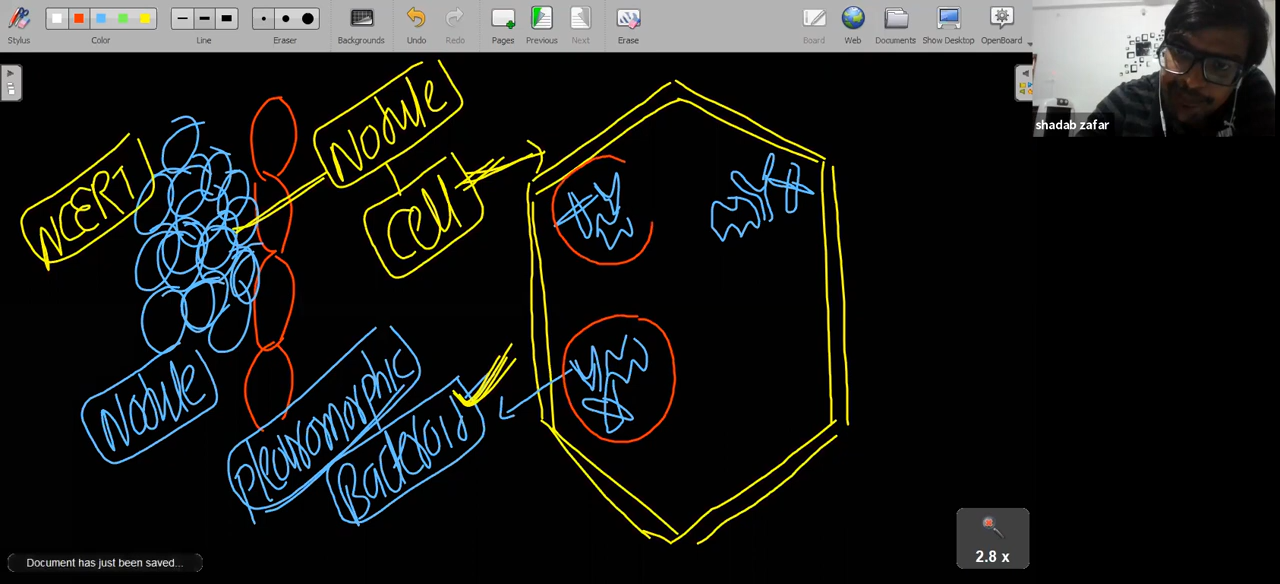 Stylus
Color
Line
Eraser
Backgrounds
Undo
Redo
Pages
Previous
Next
Erase
Board
Web
Documents
Show Desktop
OpenBoard
shadab zafar
Nodule
NCERT
Cell
Nodule
Pleuromorphic
Bacteroid
2.8 x
Document has just been saved...